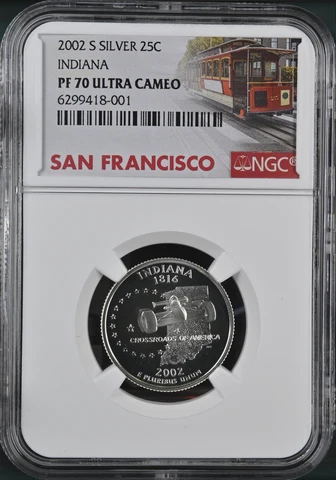 2002 S SILVER 25C
INDIANA
PF 70 ULTRA CAMEO
6299418-001
SAN FRANCISCO
NGC®
INDIANA
1816
CROSSROADS OF AMERICA
2002
E PLURIBUS UNUM